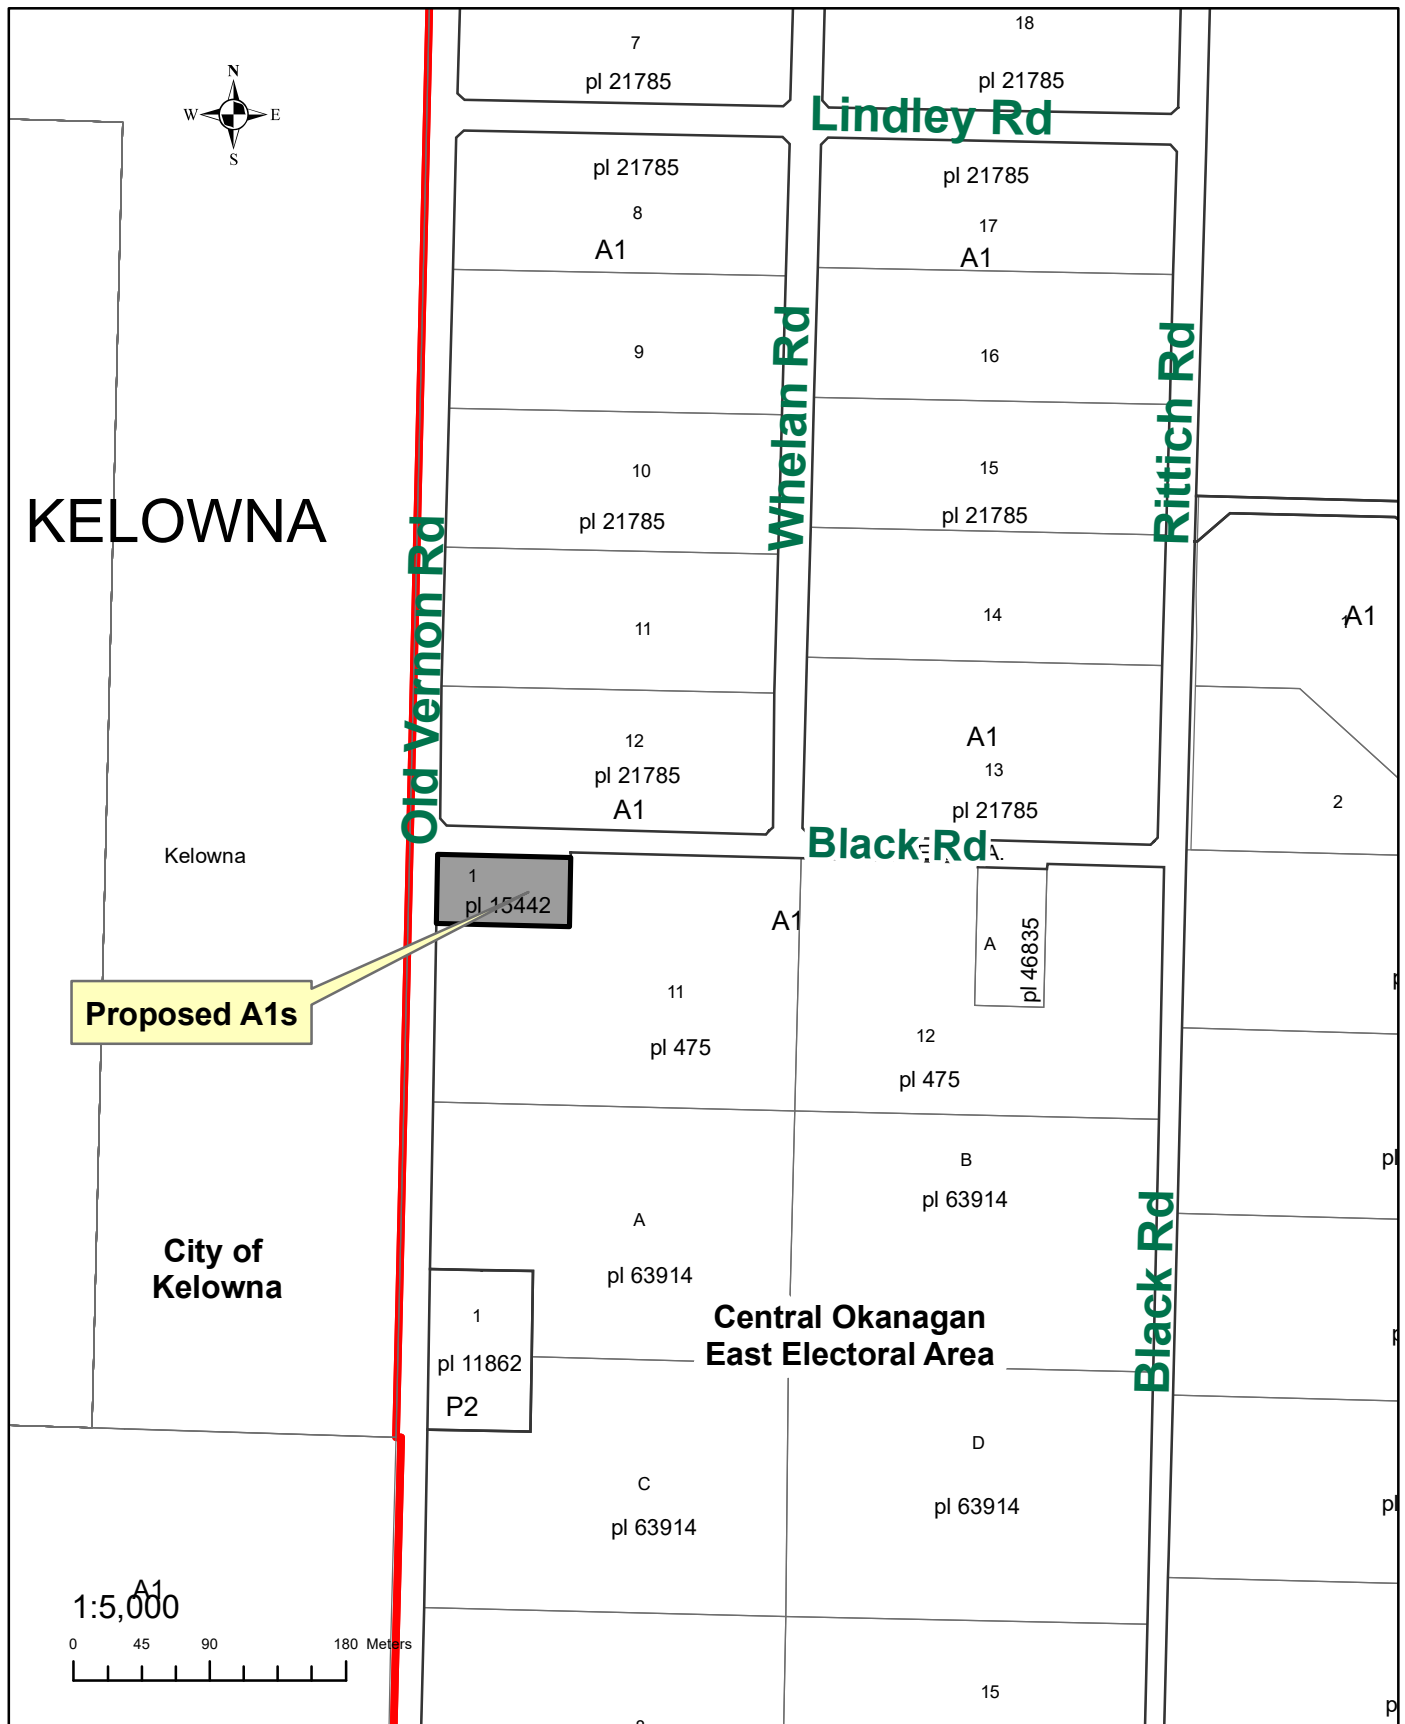 18
7
pl 21785
pl 21785
N
W E
S
Lindley Rd
pl 21785
pl 21785
8
17
A1
A1
9
16
Whelan Rd
Rittich Rd
10
15
pl 21785
pl 21785
KELOWNA
Old Vernon Rd
11
14
A1
12
A1
13
pl 21785
pl 21785
A1
2
Black Rd
A.
Kelowna
1
pl 15442
A1
A
pl 46835
Proposed A1s
11
12
pl 475
pl 475
B
pl 63914
A
pl 63914
Black Rd
City of
Kelowna
Central Okanagan
East Electoral Area
1
pl 11862
P2
D
C
pl 63914
pl 63914
pl
pl
A1
1:5,000
0 45 90 180 Meters
15